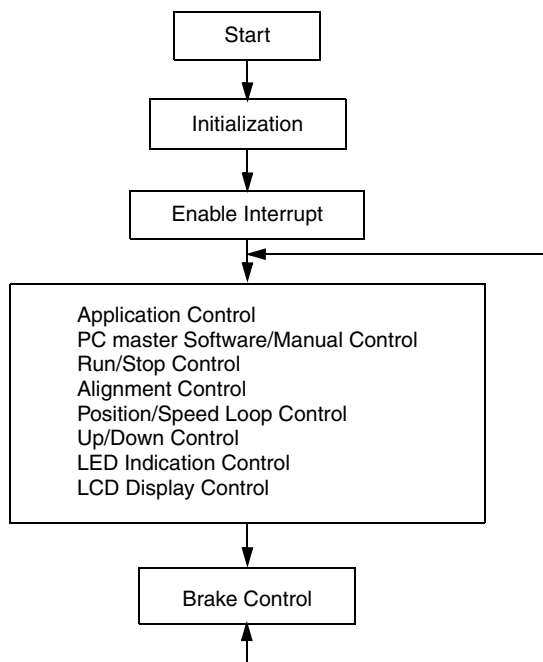 Start
Initialization
Enable Interrupt
Application Control
PC master Software/Manual Control
Run/Stop Control
Alignment Control
Position/Speed Loop Control
Up/Down Control
LED Indication Control
LCD Display Control
Brake Control